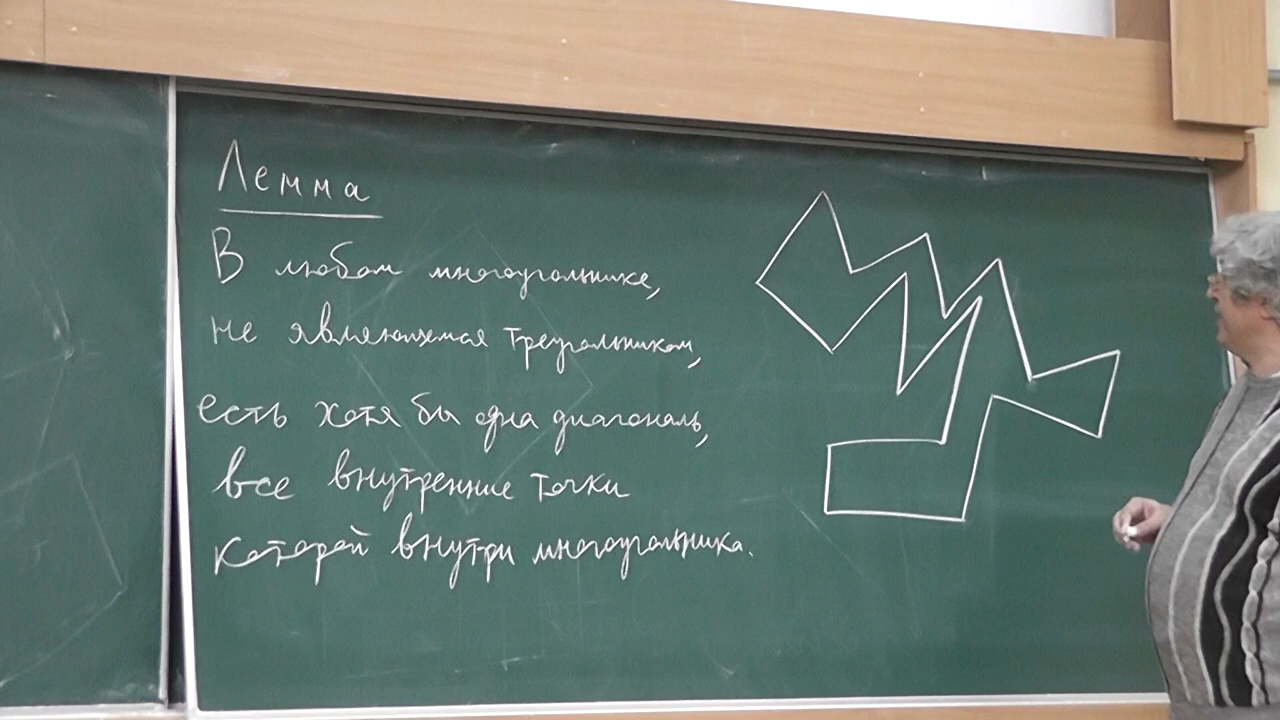 Лемма
В любом многоугольнике,
не являющемся треугольником,
есть хотя бы одна диагональ,
все внутренние точки
которой внутри многоугольника.